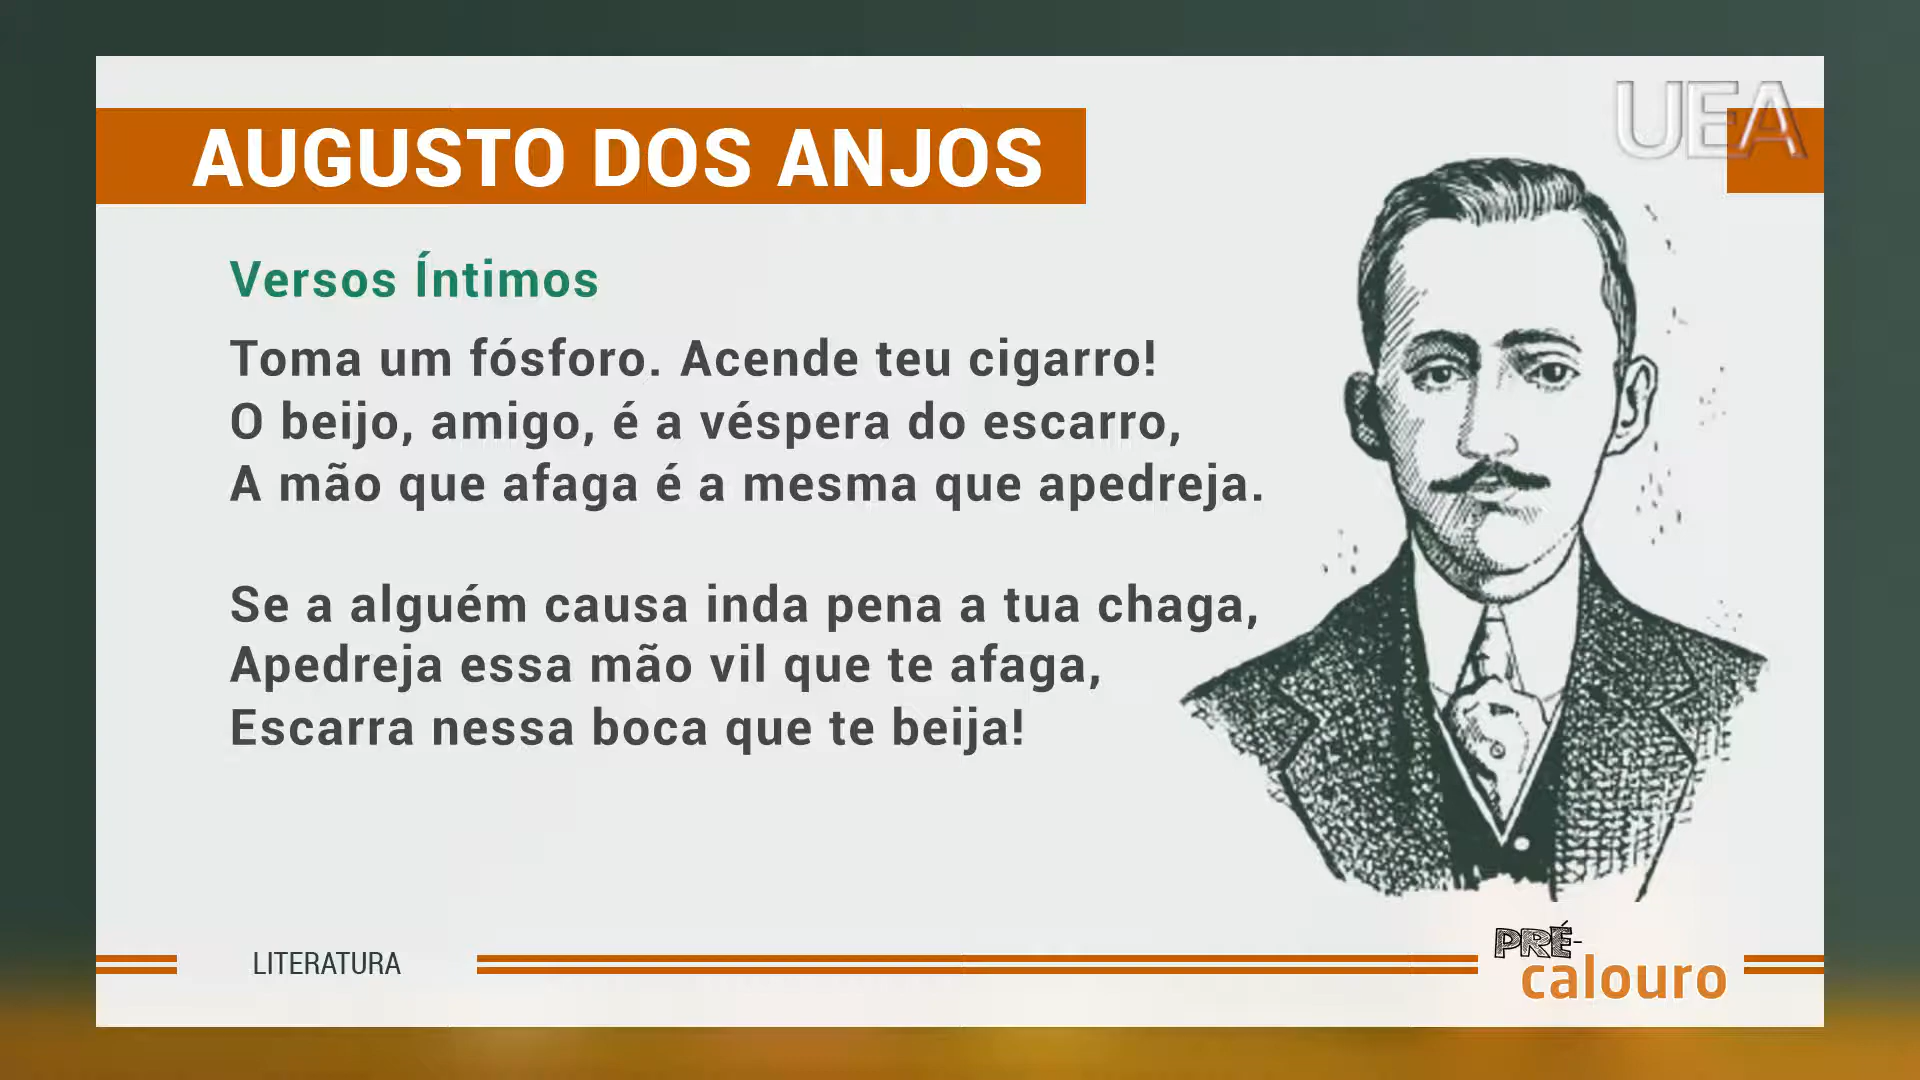 UEA
AUGUSTO DOS ANJOS
Versos Íntimos
Toma um fósforo. Acende teu cigarro!
O beijo, amigo, é a véspera do escarro,
A mão que afaga é a mesma que apedreja.
Se a alguém causa inda pena a tua chaga,
Apedreja essa mão vil que te afaga,
Escarra nessa boca que te beija!
LITERATURA
PRÉ-
calouro